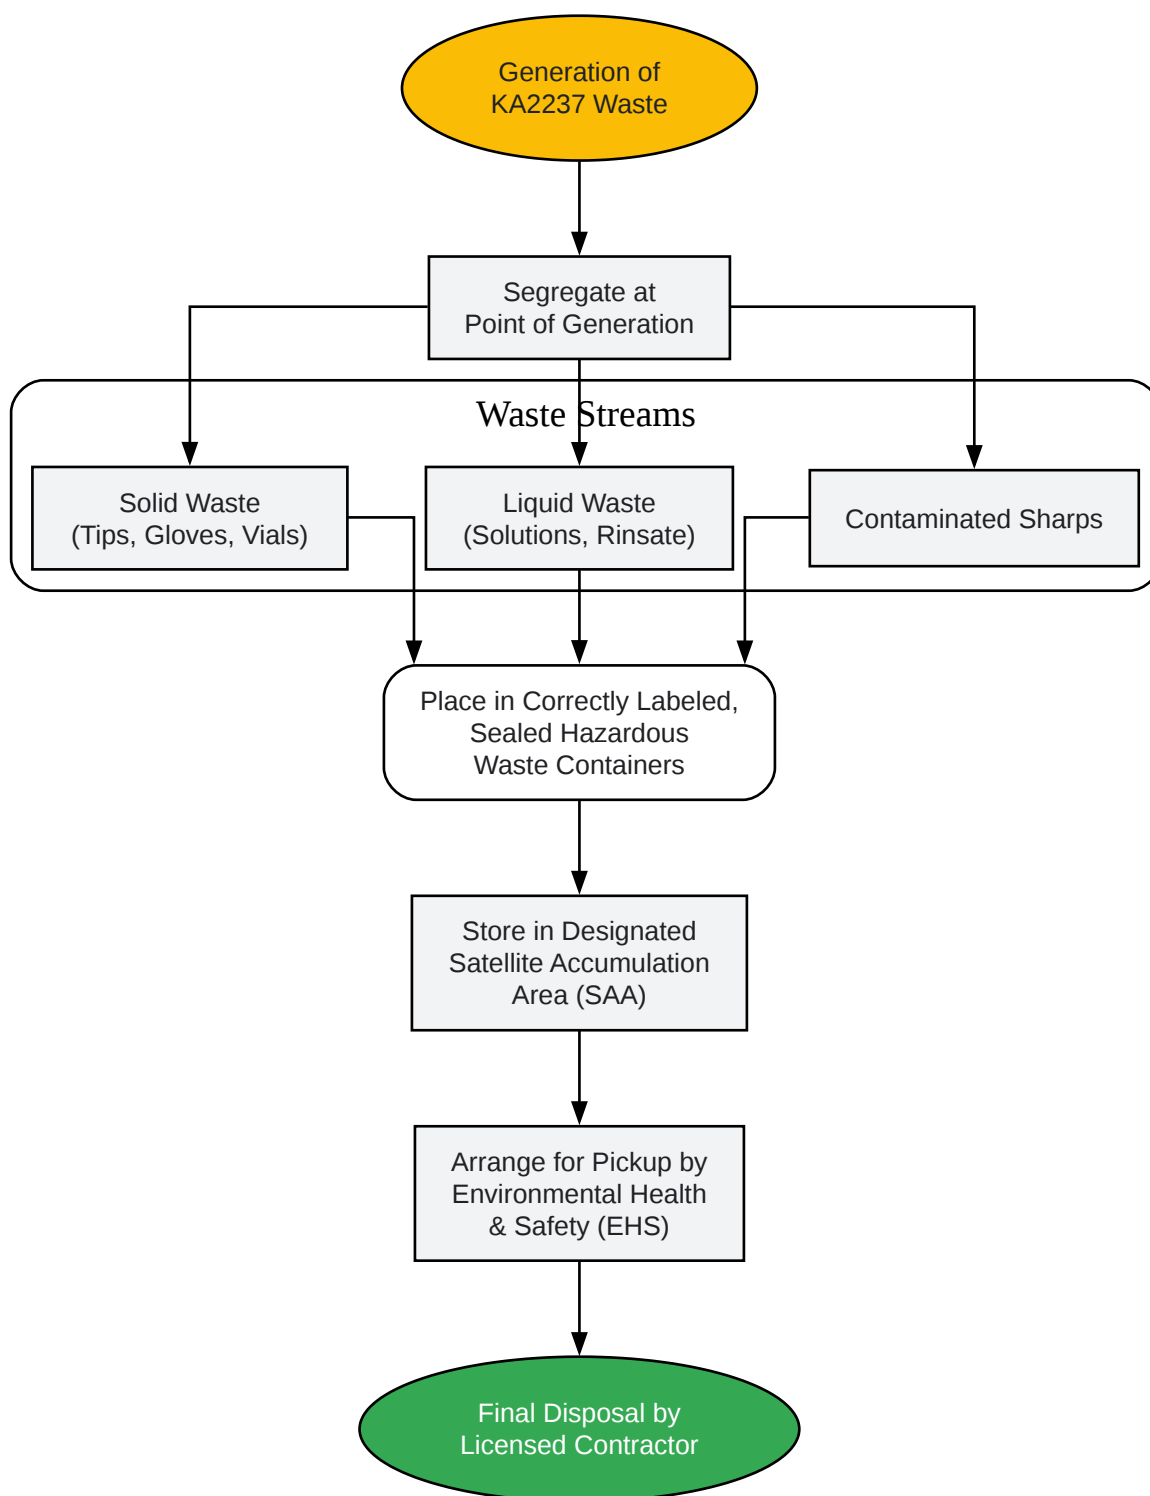 Generation of
KA2237 Waste
Segregate at
Point of Generation
Waste Streams
Solid Waste
(Tips, Gloves, Vials)
Liquid Waste
(Solutions, Rinsate)
Contaminated Sharps
Place in Correctly Labeled,
Sealed Hazardous
Waste Containers
Store in Designated
Satellite Accumulation
Area (SAA)
Arrange for Pickup by
Environmental Health
& Safety (EHS)
Final Disposal by
Licensed Contractor